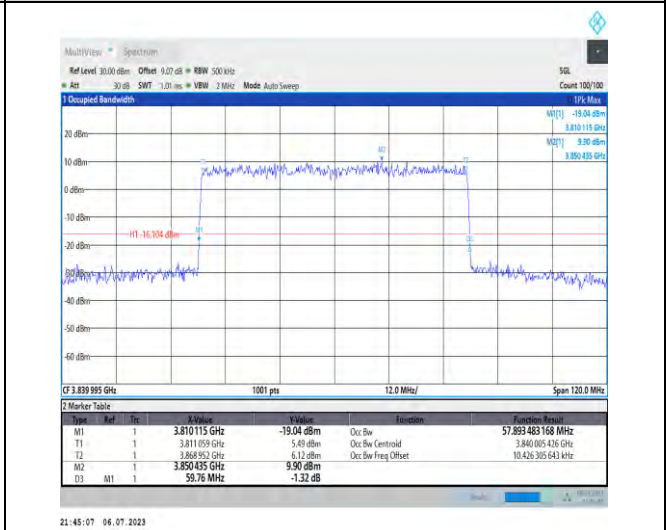 MultiView Spectrum
Ref Level 30.00 dBm Offset 9.07 dB RBW 500 kHz SGL
Att 30 dB SWT 1.01 ms VBW 2 MHz Mode Auto Sweep Count 100/100
1 Occupied Bandwidth 1Pk Max
M1[1] -19.04 dBm
3.810 115 GHz
20 dBm
M2[1] 9.90 dBm
3.850 435 GHz
M2
10 dBm
T2
0 dBm
-10 dBm
M1
H1 -16.104 dBm
-20 dBm
-30 dBm
-40 dBm
-50 dBm
-60 dBm
CF 3.839 995 GHz 1001 pts 12.0 MHz/ Span 120.0 MHz
2 Marker Table
Type Ref Trc X-Value Y-Value Function Function Result
M1 1 3.810 115 GHz -19.04 dBm Occ Bw 57.893 483 168 MHz
T1 1 3.811 059 GHz 5.49 dBm Occ Bw Centroid 3.840 005 426 GHz
T2 1 3.868 952 GHz 6.12 dBm Occ Bw Freq Offset 10.426 305 643 kHz
M2 1 3.850 435 GHz 9.90 dBm
D3 M1 1 59.76 MHz -1.32 dB
Ready
21:45:07 06.07.2023